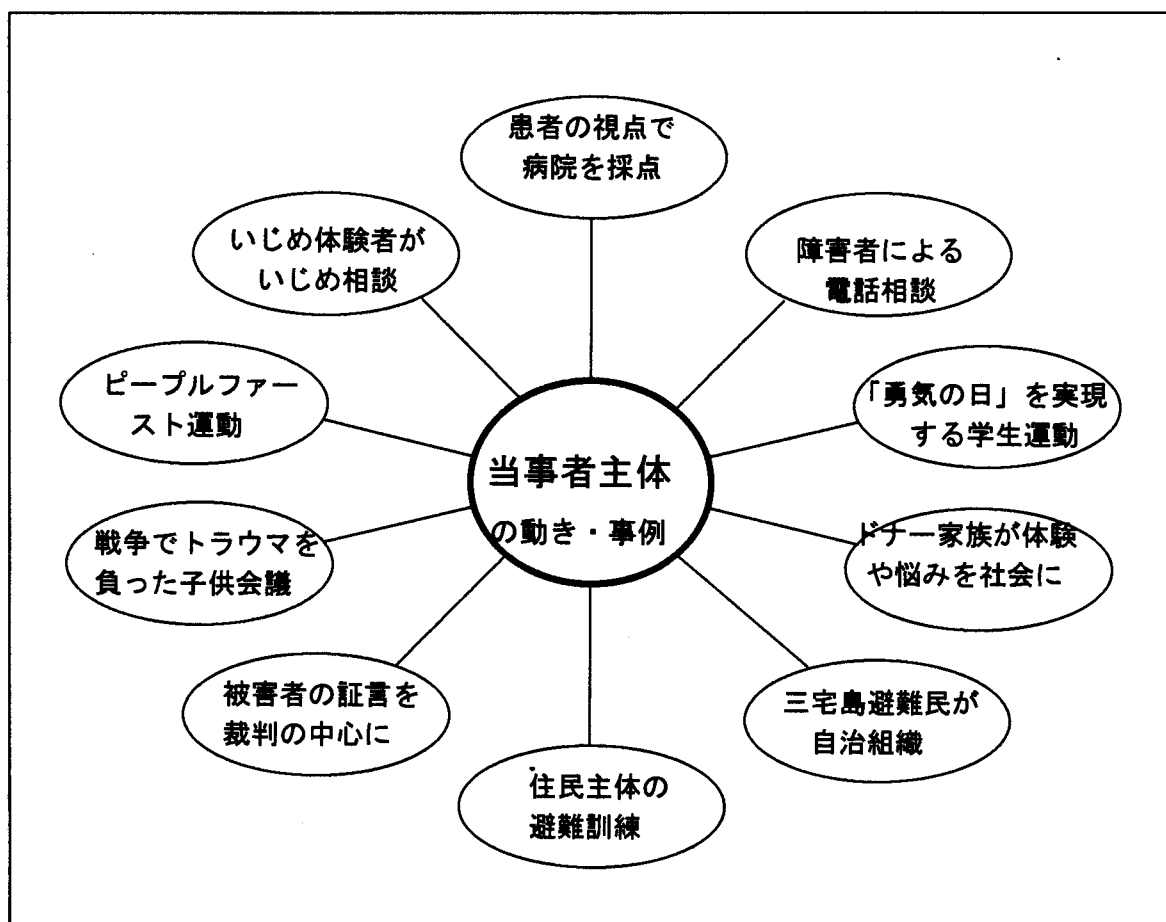 患者の視点で
病院を採点
いじめ体験者が
いじめ相談
障害者による
電話相談
ピープルファー
スト運動
「勇気の日」を実現
する学生運動
当事者主体
の動き・事例
戦争でトラウマを
負った子供会議
ドナー家族が体験
や悩みを社会に
被害者の証言を
裁判の中心に
三宅島避難民が
自治組織
住民主体の
避難訓練